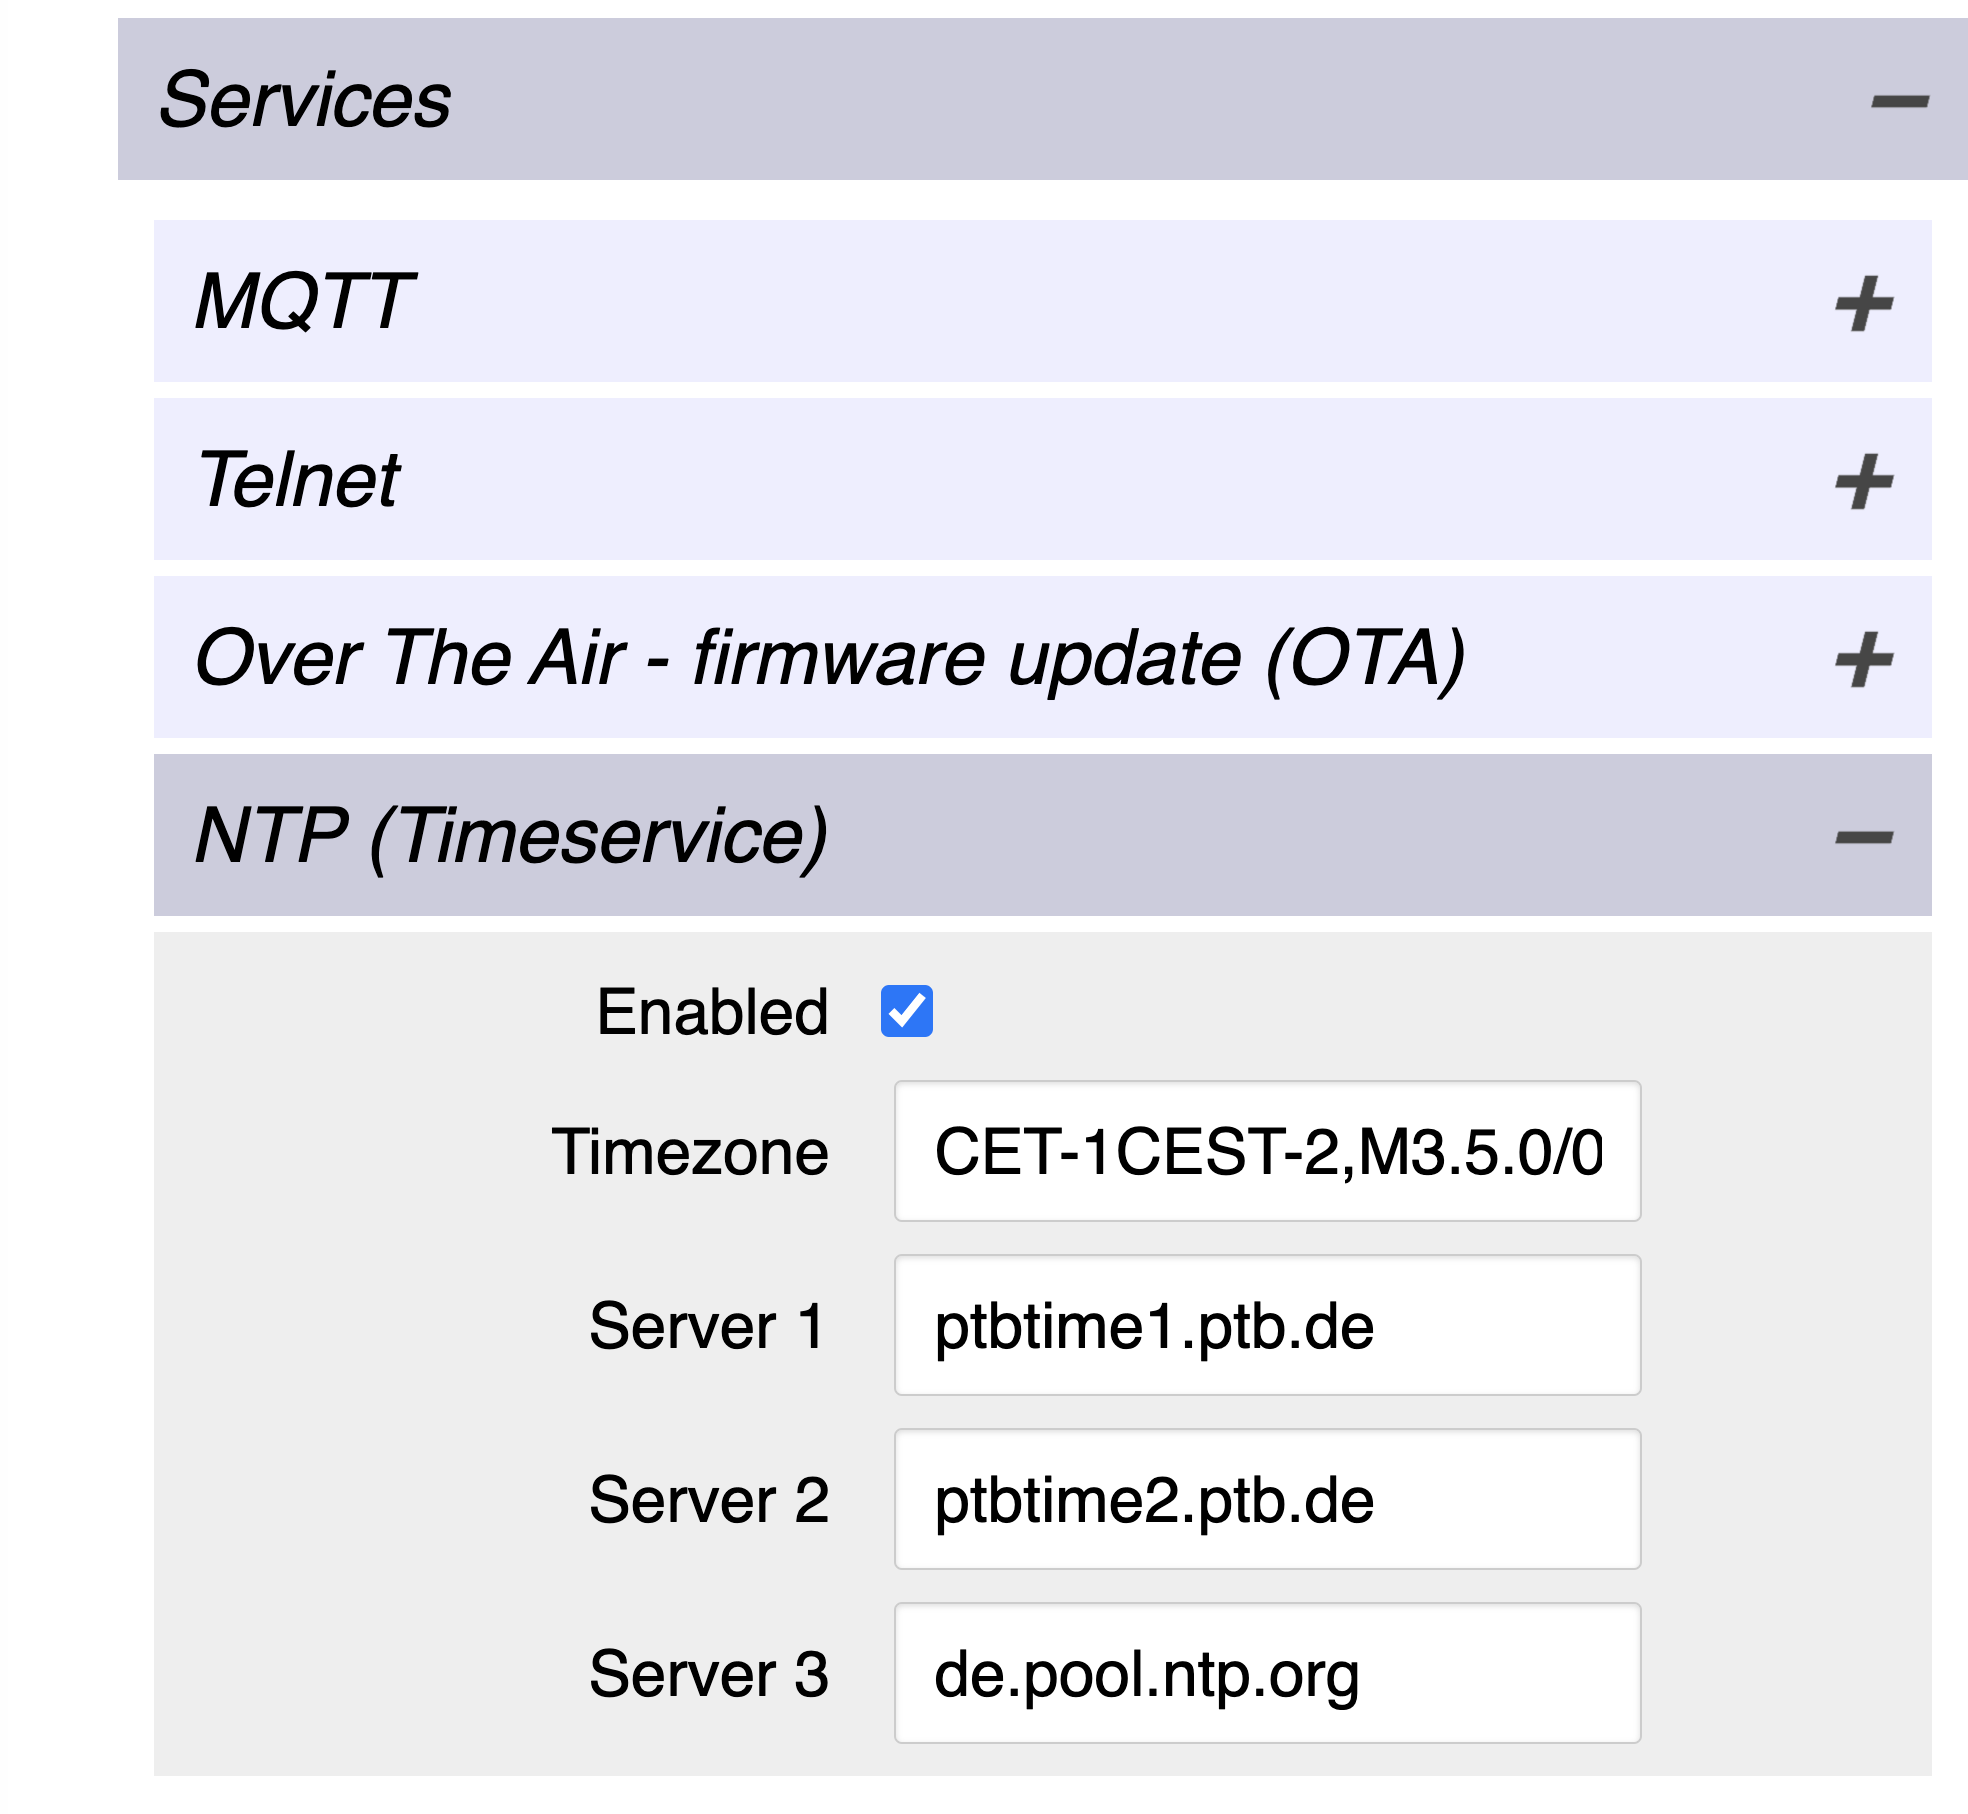 Services
MQTT
Telnet
Over The Air - firmware update (OTA)
NTP (Timeservice)
Enabled
Timezone CET-1CEST-2,M3.5.0/0
Server 1 ptbtime1.ptb.de
Server 2 ptbtime2.ptb.de
Server 3 de.pool.ntp.org